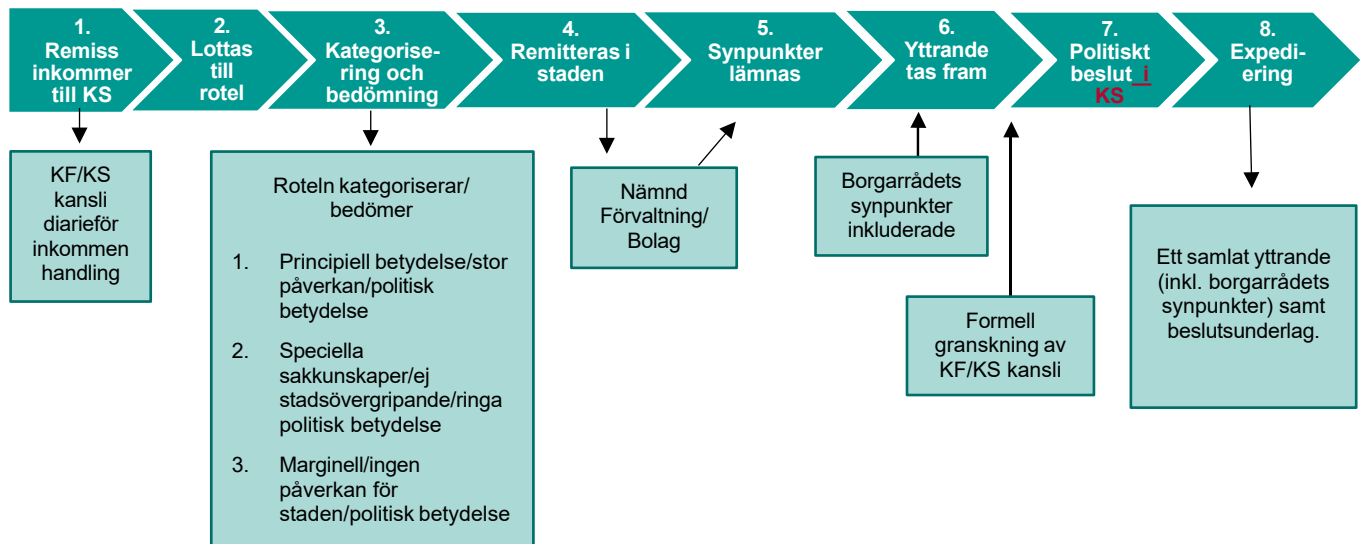 1.
Remiss
inkommer
till KS
2.
Lottas
till
rotel
3.
Kategorise-
ring och
bedömning
4.
Remitteras i
staden
5.
Synpunkter
lämnas
6.
Yttrande
tas fram
7.
Politiskt
beslut i
KS
8.
Expedi-
ering
KF/KS
kansli
diarieför
inkommen
handling
Roteln kategoriserar/
bedömer
1. Principiell betydelse/stor
påverkan/politisk
betydelse
2. Speciella
sakkunskaper/ej
stadsövergripande/ringa
politisk betydelse
3. Marginell/ingen
påverkan för
staden/politisk betydelse
Nämnd
Förvaltning/
Bolag
Borgarrådets
synpunkter
inkluderade
Formell
granskning av
KF/KS kansli
Ett samlat yttrande
(inkl. borgarrådets
synpunkter) samt
beslutsunderlag.